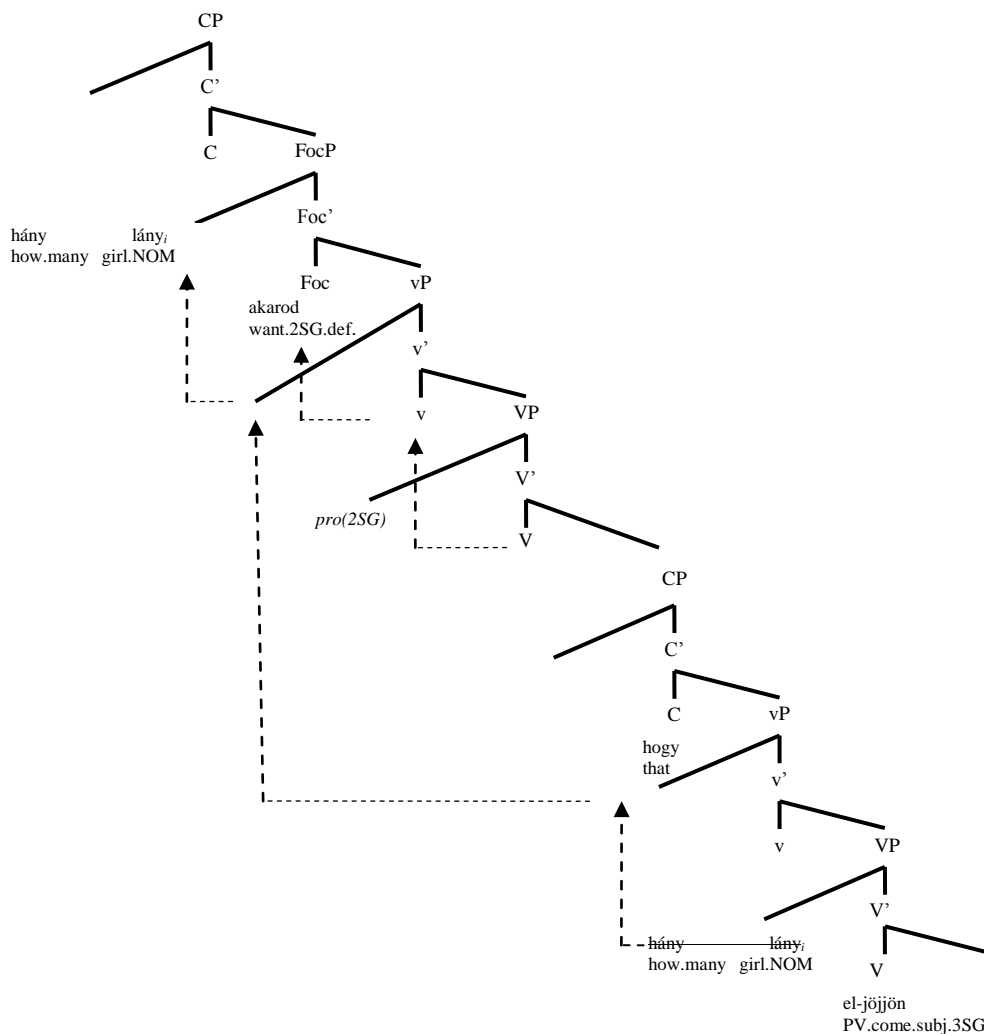 CP
C’
C
FocP
Foc’
hány lányᵢ
how.many girl.NOM
Foc
vP
akarod
want.2SG.def.
v’
v
VP
V’
pro(2SG)
V
CP
C’
C
vP
hogy
that
v’
v
VP
V’
hány lányᵢ
how.many girl.NOM
V
el-jöjjön
PV.come.subj.3SG